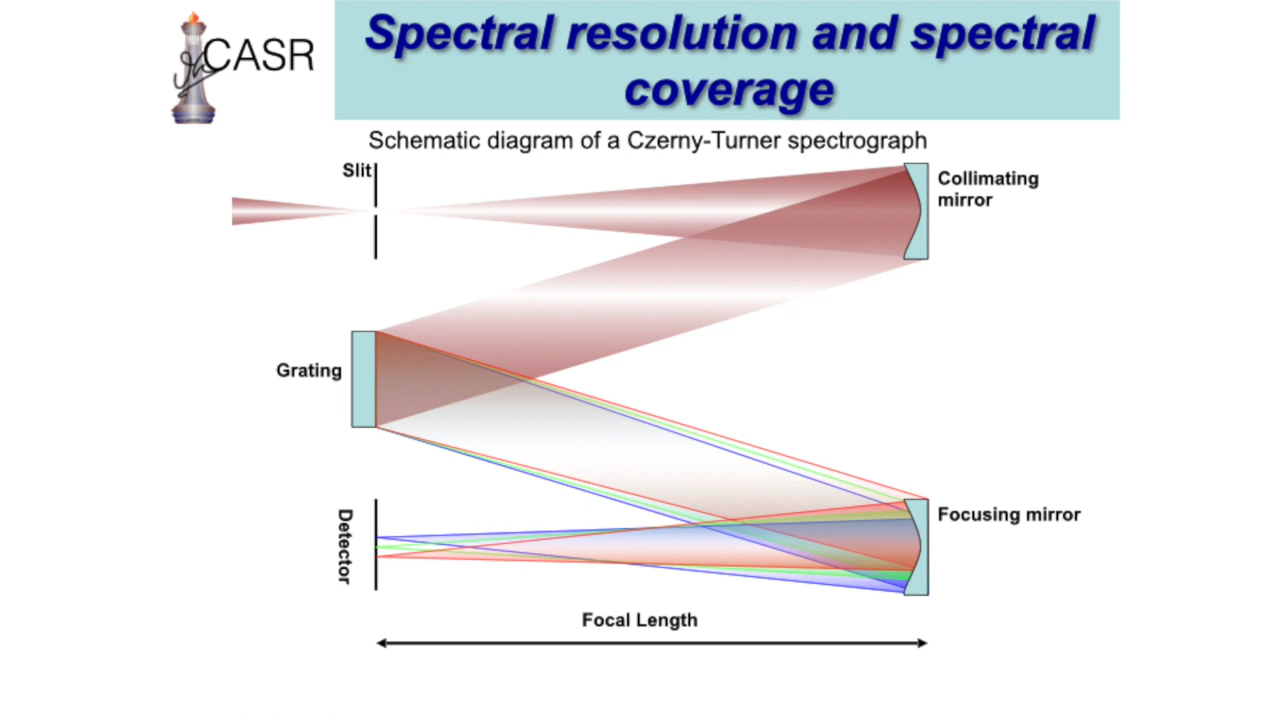 CASR
Spectral resolution and spectral
coverage
Schematic diagram of a Czerny-Turner spectrograph
Slit
Collimating
mirror
Grating
Detector
Focusing mirror
Focal Length